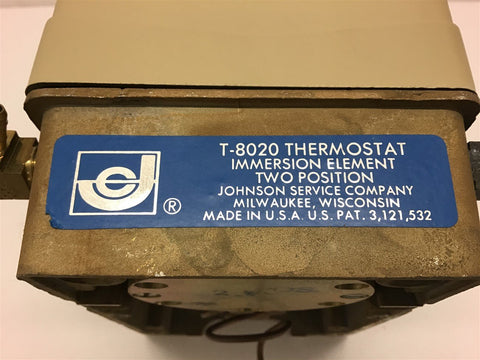 T-8020 THERMOSTAT
IMMERSION ELEMENT
TWO POSITION
JOHNSON SERVICE COMPANY
MILWAUKEE, WISCONSIN
MADE IN U.S.A. U.S. PAT. 3,121,532
®